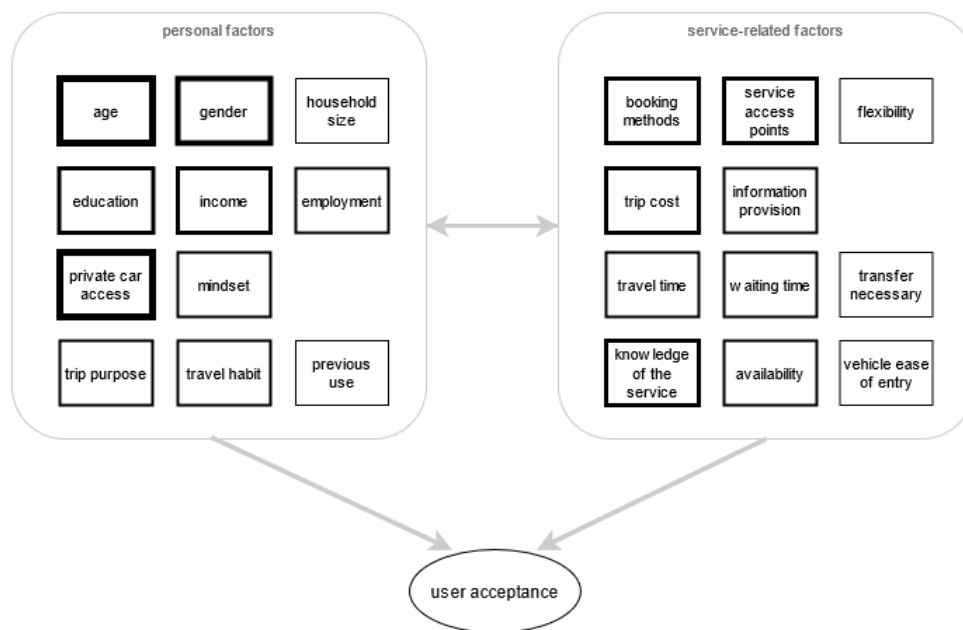 personal factors
age
gender
household
size
education
income
employment
private car
access
mindset
trip purpose
travel habit
previous
use
service-related factors
booking
methods
service
access
points
flexibility
trip cost
information
provision
travel time
waiting time
transfer
necessary
knowledge
of the
service
availability
vehicle ease
of entry
user acceptance